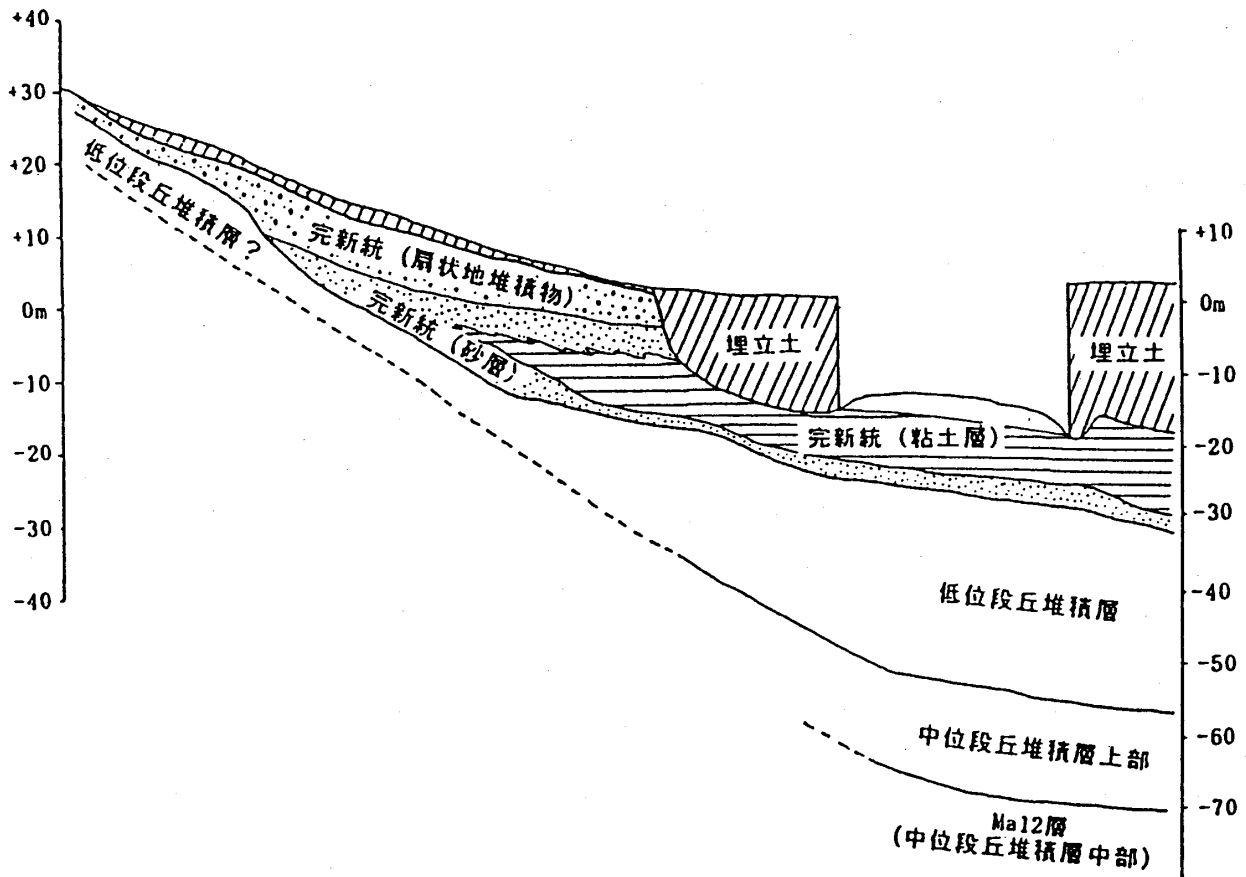 +40
+30
+20
+10
0m
-10
-20
-30
-40
低位段丘堆積層?
完新統 (扇状地堆積物)
完新統 (砂層)
埋立土
埋立土
完新統 (粘土層)
低位段丘堆積層
中位段丘堆積層上部
Ma12層
(中位段丘堆積層中部)
+10
0m
-10
-20
-30
-40
-50
-60
-70